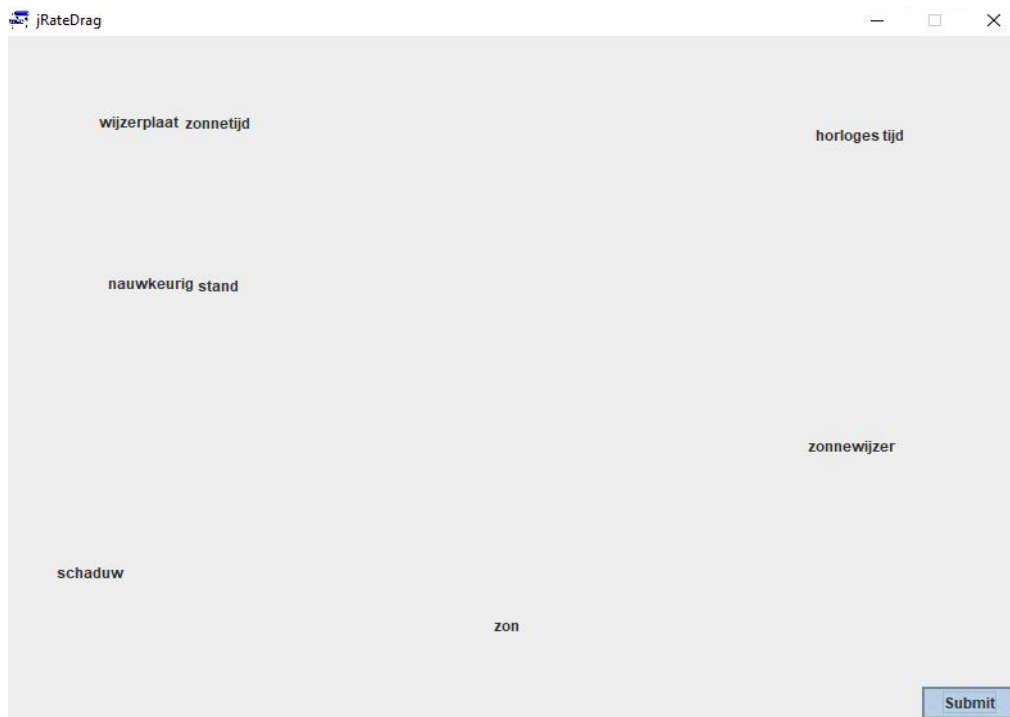 jRateDrag
wijzerplaat zonnetijd
horloges tijd
nauwkeurig stand
zonnewijzer
schaduw
zon
Submit